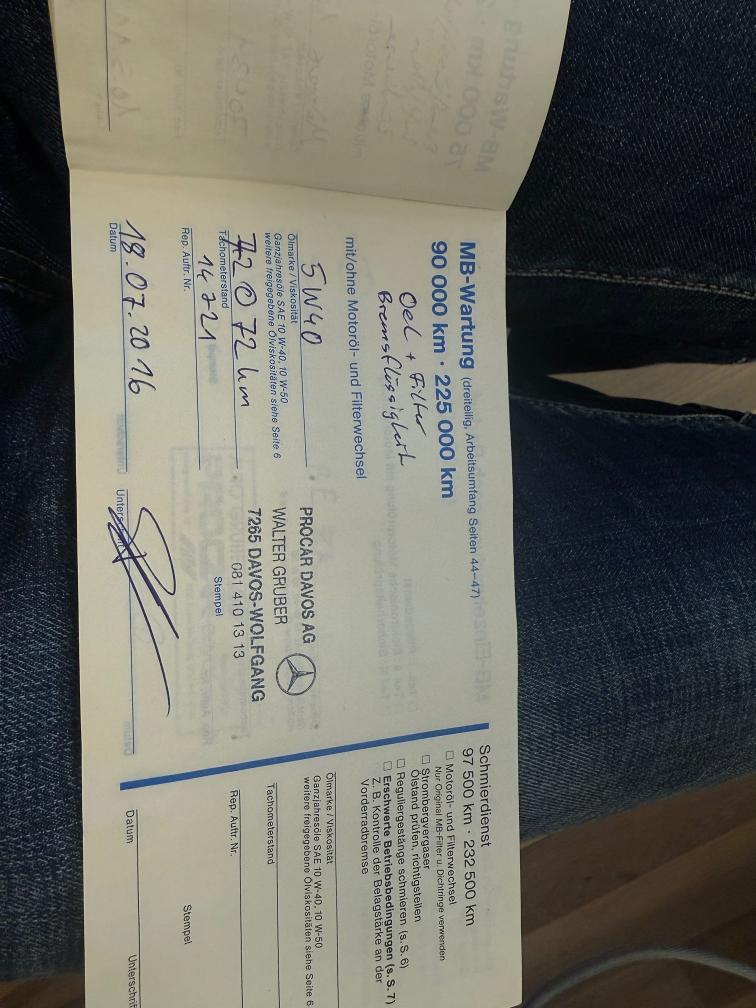 MB-Wartung (dreiteilig, Arbeitsumfang Seiten 44–47)
90 000 km · 225 000 km
Oel + Filter
Bremsflüssigkeit
mit/ohne Motoröl- und Filterwechsel
5W40
Ölmarke / Viskosität
Ganzjahresöle SAE 10 W-40, 10 W-50
weitere freigegebene Ölviskositäten siehe Seite 6
72072 km
Tachometerstand
14721
Rep. Auftr. Nr.
18.07.2016
Datum
PROCAR DAVOS AG
WALTER GRUBER
7265 DAVOS-WOLFGANG
081 410 13 13
Stempel
Unterschrift
Schmierdienst
97 500 km · 232 500 km
□ Motoröl- und Filterwechsel
Nur Original MB-Filter u. Dichtringe verwenden
□ Strombergvergaser
Ölstand prüfen, richtigstellen
□ Reguliergestänge schmieren (s. S. 6)
□ Erschwerte Betriebsbedingungen (s. S. 7)
Z. B. Kontrolle der Belagstärke an der
Vorderradbremse
Ölmarke / Viskosität
Ganzjahresöle SAE 10 W-40, 10 W-50
weitere freigegebene Ölviskositäten siehe Seite 6
Tachometerstand
Rep. Auftr. Nr.
Stempel
Datum
Unterschrift